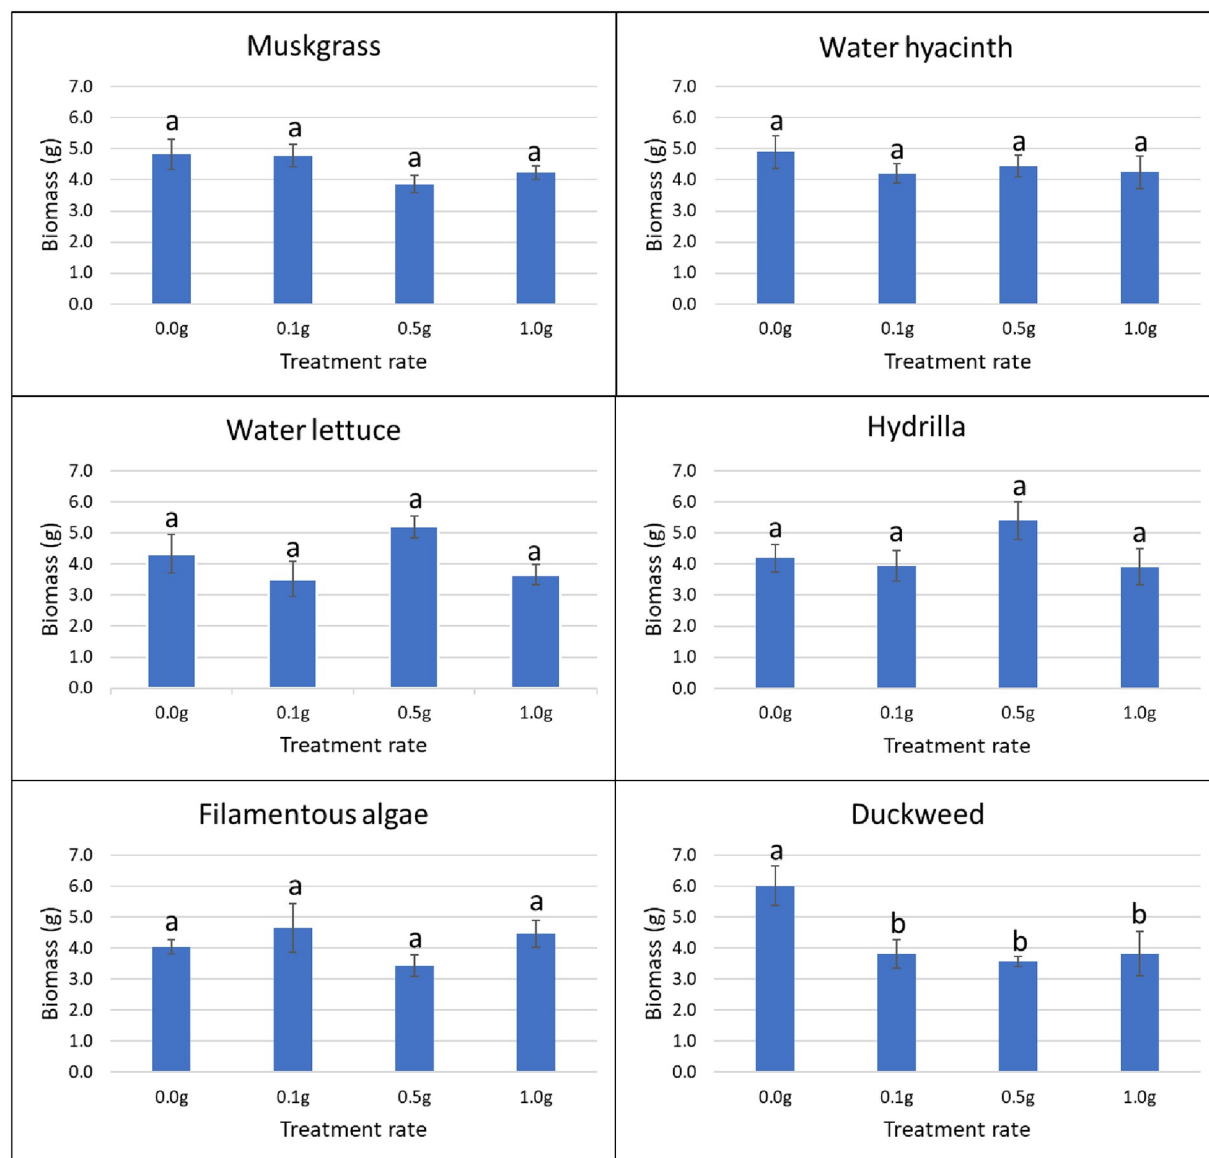 Muskgrass
7.0
6.0
5.0
4.0
3.0
2.0
1.0
0.0
Biomass (g)
a
a
a
a
0.0g 0.1g 0.5g 1.0g
Treatment rate
Water hyacinth
7.0
6.0
5.0
4.0
3.0
2.0
1.0
0.0
Biomass (g)
a
a
a
a
0.0g 0.1g 0.5g 1.0g
Treatment rate
Water lettuce
7.0
6.0
5.0
4.0
3.0
2.0
1.0
0.0
Biomass (g)
a
a
a
a
0.0g 0.1g 0.5g 1.0g
Treatment rate
Hydrilla
7.0
6.0
5.0
4.0
3.0
2.0
1.0
0.0
Biomass (g)
a
a
a
a
0.0g 0.1g 0.5g 1.0g
Treatment rate
Filamentous algae
7.0
6.0
5.0
4.0
3.0
2.0
1.0
0.0
Biomass (g)
a
a
a
a
0.0g 0.1g 0.5g 1.0g
Treatment rate
Duckweed
7.0
6.0
5.0
4.0
3.0
2.0
1.0
0.0
Biomass (g)
a
b
b
b
0.0g 0.1g 0.5g 1.0g
Treatment rate